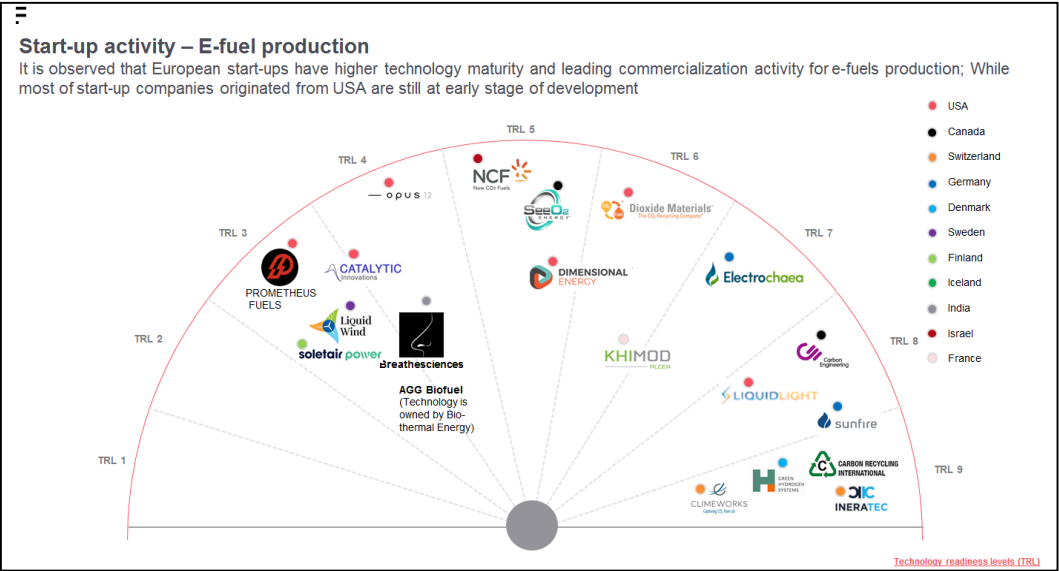 Start-up activity – E-fuel production
It is observed that European start-ups have higher technology maturity and leading commercialization activity for e-fuels production; While
most of start-up companies originated from USA are still at early stage of development
USA
Canada
Switzerland
Germany
Denmark
Sweden
Finland
Iceland
India
Israel
France
TRL 5
TRL 4
TRL 6
opus 12
NCF
New CO2 Fuels
SeeO2
ENERGY
Dioxide Materials
The CO2 Recycling Company
TRL 3
TRL 7
PROMETHEUS
FUELS
CATALYTIC
Innovations
DIMENSIONAL
ENERGY
Electrochaea
Liquid
Wind
soletair power
Breathesciences
AGG Biofuel
(Technology is
owned by Bio-
thermal Energy)
KHIMOD
ALCEN
TRL 2
TRL 8
Carbon
Engineering
LIQUIDLIGHT
sunfire
TRL 1
TRL 9
CLIMEWORKS
Capturing CO2 from air
H
GREEN
HYDROGEN
SYSTEMS
C
CARBON RECYCLING
INTERNATIONAL
INERATEC
Technology readiness levels (TRL)